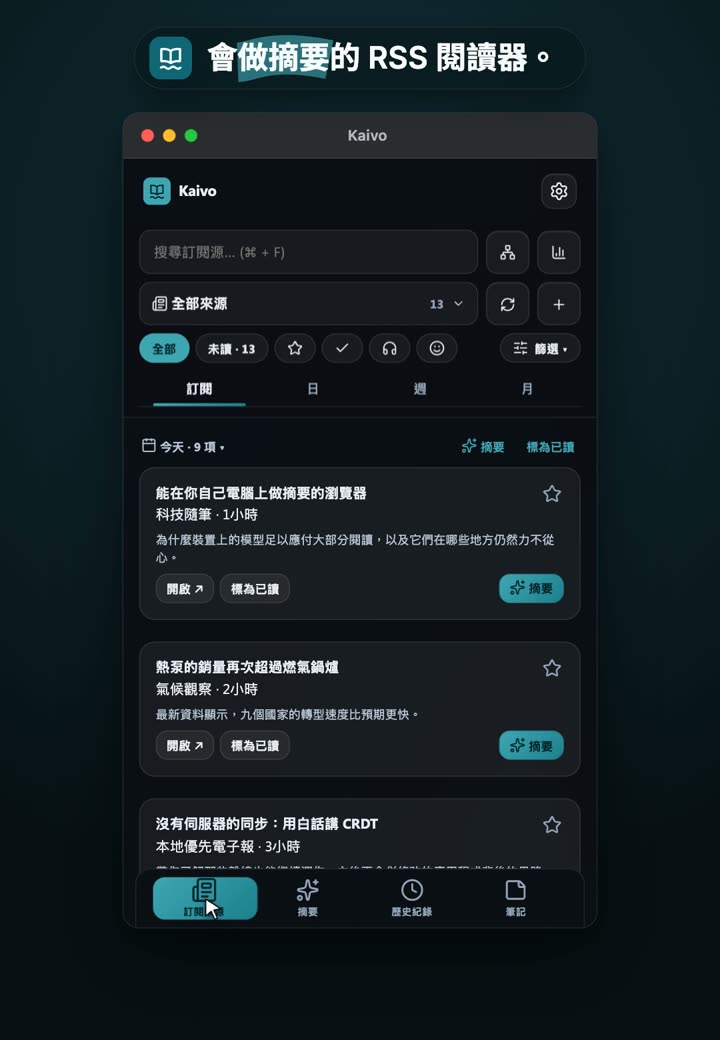 會做摘要的 RSS 閱讀器。
Kaivo
Kaivo
搜尋訂閱源... (⌘ + F)
全部來源 13
全部 未讀 · 13 篩選 ▾
訂閱 日 週 月
今天 · 9 項 ▾ 摘要 標為已讀
能在你自己電腦上做摘要的瀏覽器
科技隨筆 · 1小時
為什麼裝置上的模型足以應付大部分閱讀，以及它們在哪些地方仍然力不從
心。
開啟 ↗ 標為已讀 摘要
熱泵的銷量再次超過燃氣鍋爐
氣候觀察 · 2小時
最新資料顯示，九個國家的轉型速度比預期更快。
開啟 ↗ 標為已讀 摘要
沒有伺服器的同步：用白話講 CRDT
本地優先電子報 · 3小時
訂閱 摘要 歷史紀錄 筆記